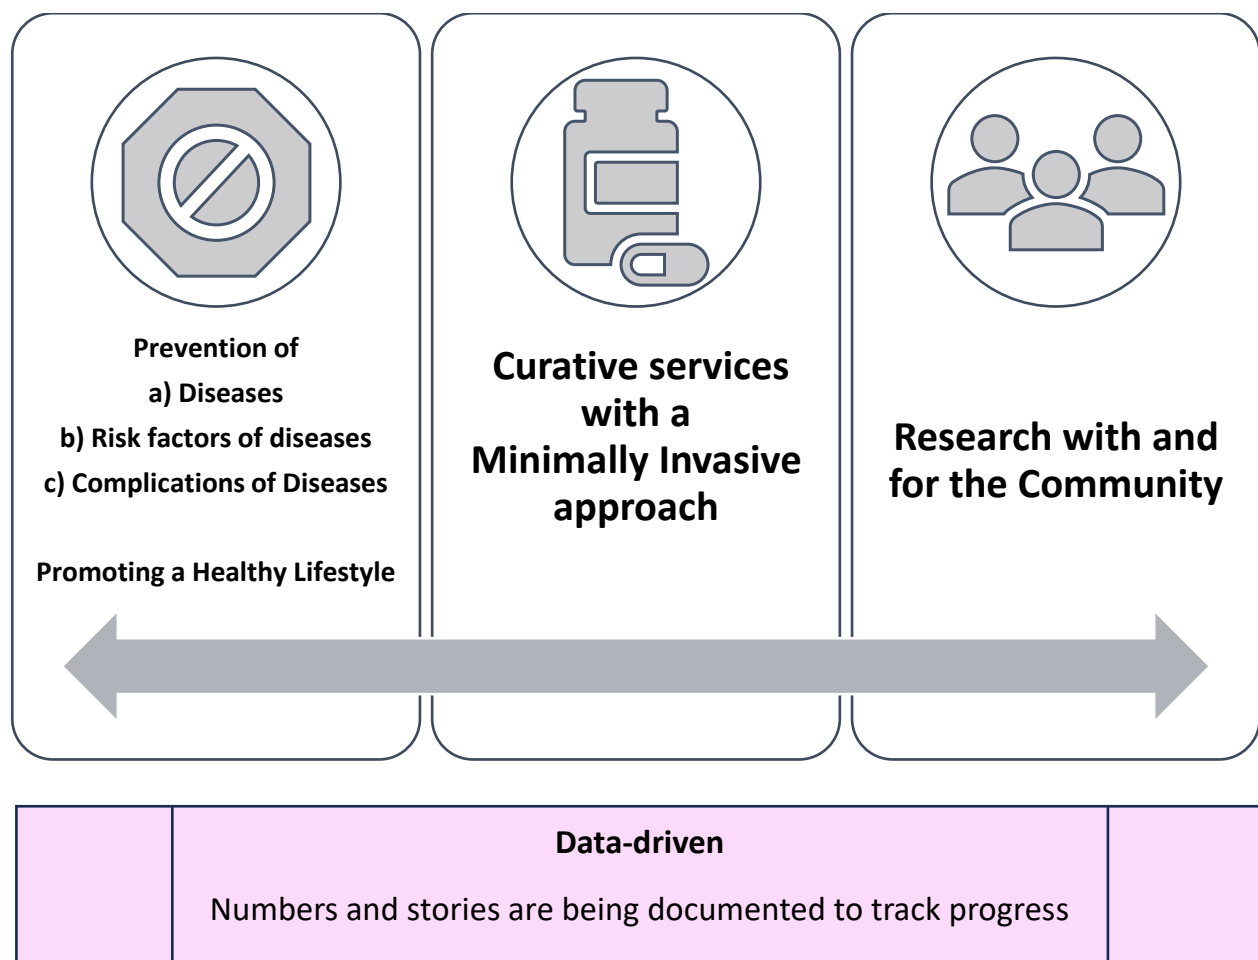 Prevention of
a) Diseases
b) Risk factors of diseases
c) Complications of Diseases
Promoting a Healthy Lifestyle
Curative services
with a
Minimally Invasive
approach
Research with and
for the Community
Data-driven
Numbers and stories are being documented to track progress